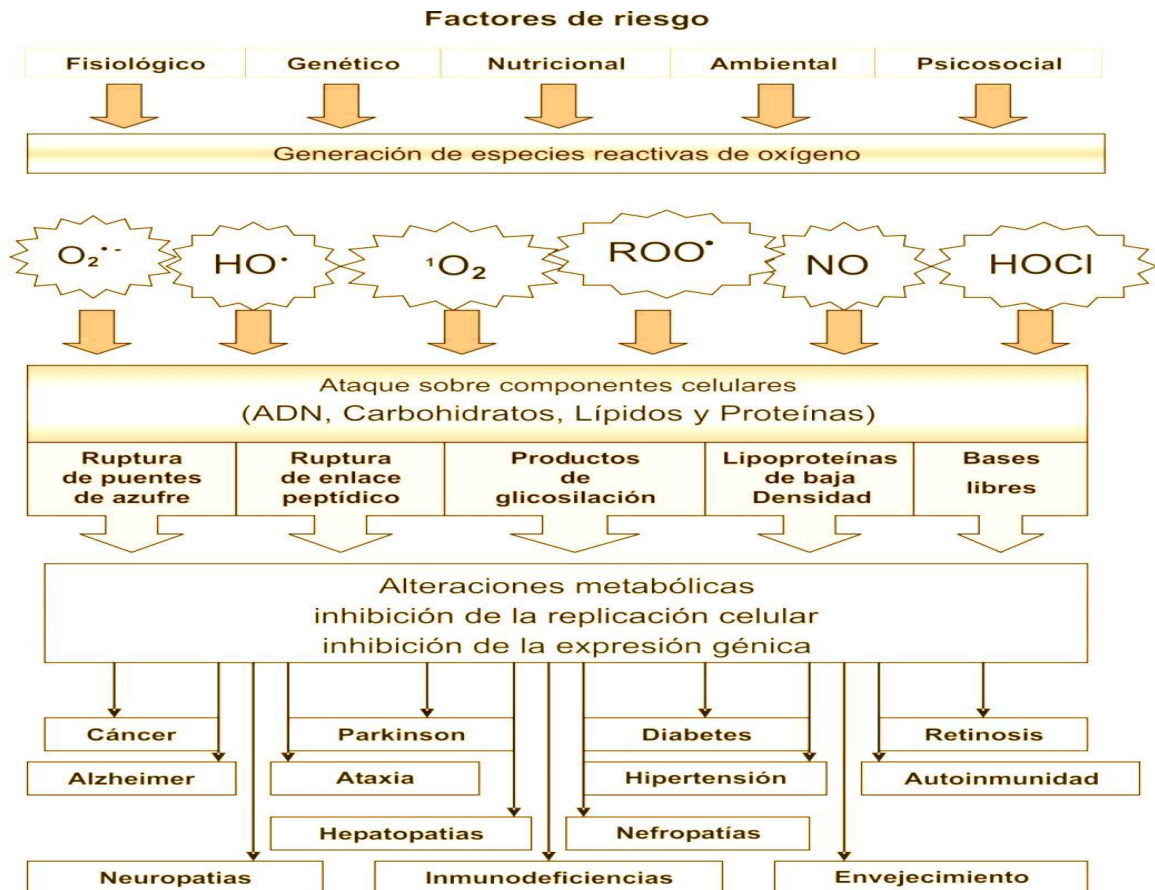 Factores de riesgo
Fisiológico Genético Nutricional Ambiental Psicosocial
Generación de especies reactivas de oxígeno
O₂•- HO• ¹O₂ ROO• NO HOCl
Ataque sobre componentes celulares
(ADN, Carbohidratos, Lípidos y Proteínas)
Ruptura
de puentes
de azufre
Ruptura
de enlace
peptídico
Productos
de
glicosilación
Lipoproteínas
de baja
Densidad
Bases
libres
Alteraciones metabólicas
inhibición de la replicación celular
inhibición de la expresión génica
Cáncer Parkinson Diabetes Retinosis
Alzheimer Ataxia Hipertensión Autoinmunidad
Hepatopatias Nefropatías
Neuropatias Inmunodeficiencias Envejecimiento